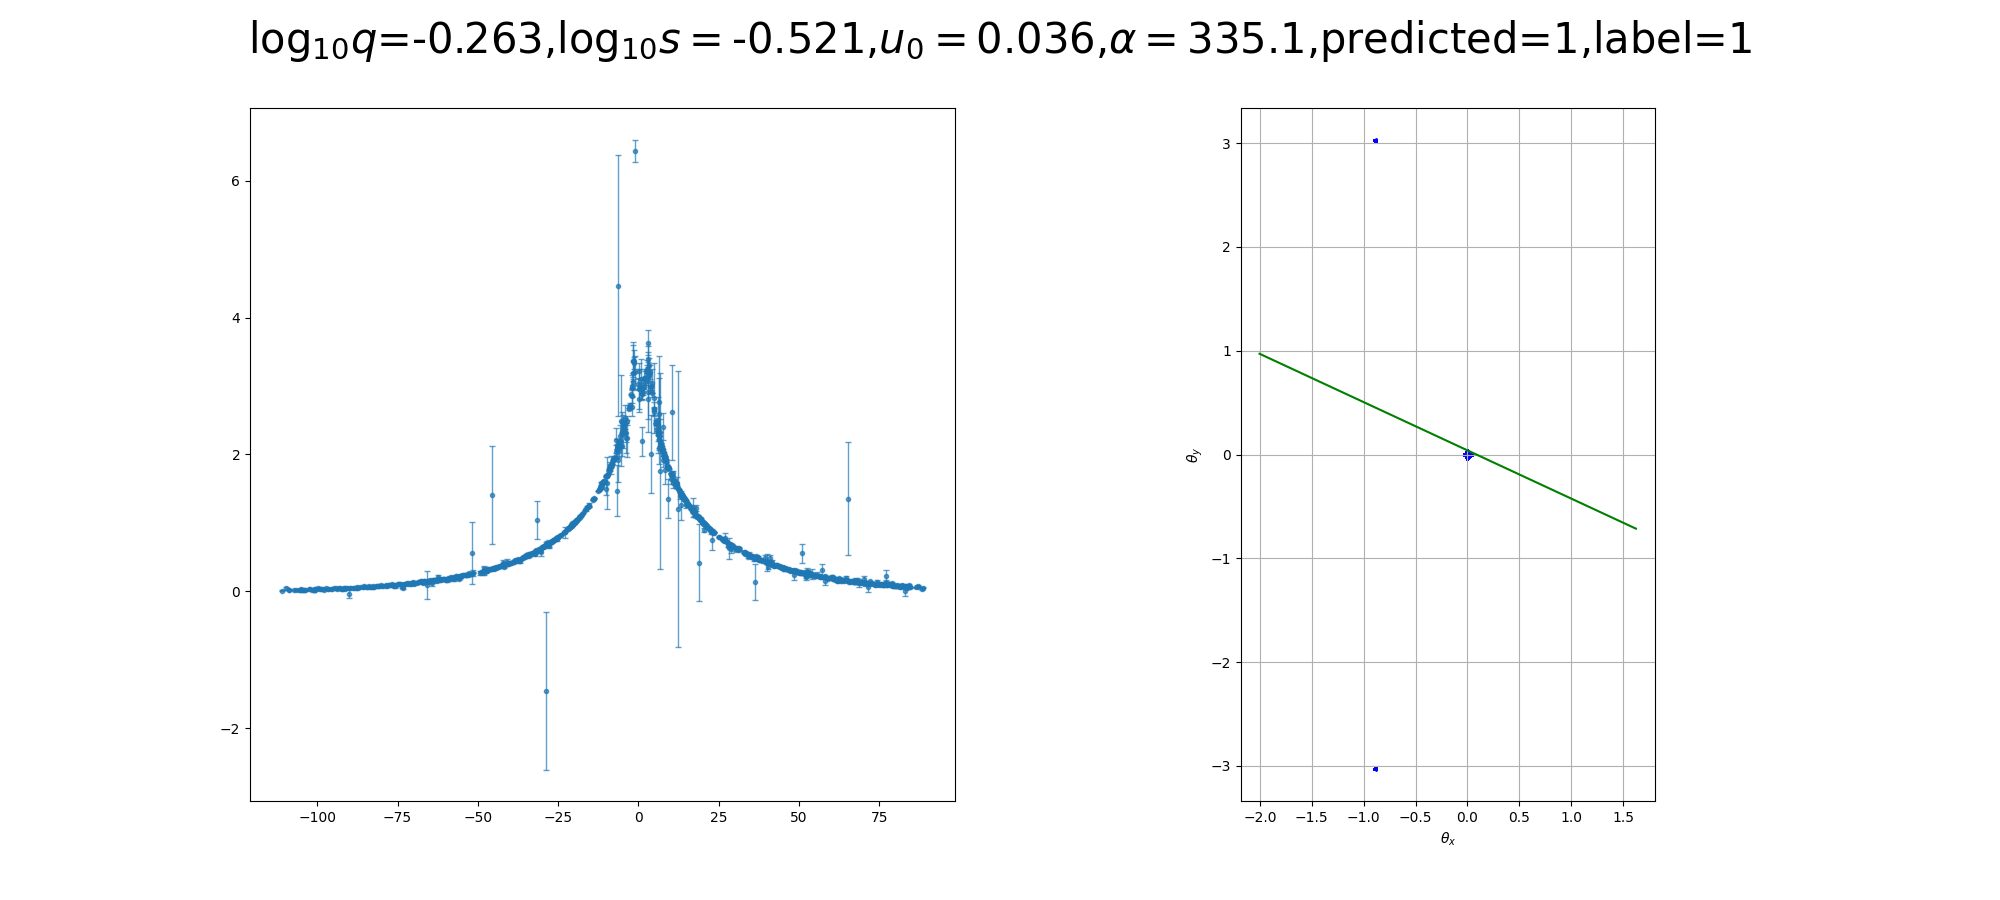 log₁₀q=-0.263,log₁₀s = -0.521,u₀ = 0.036,α = 335.1,predicted=1,label=1
6
4
2
0
−2
−100 −75 −50 −25 0 25 50 75
3
2
1
0
−1
−2
−3
θy
−2.0 −1.5 −1.0 −0.5 0.0 0.5 1.0 1.5
θx